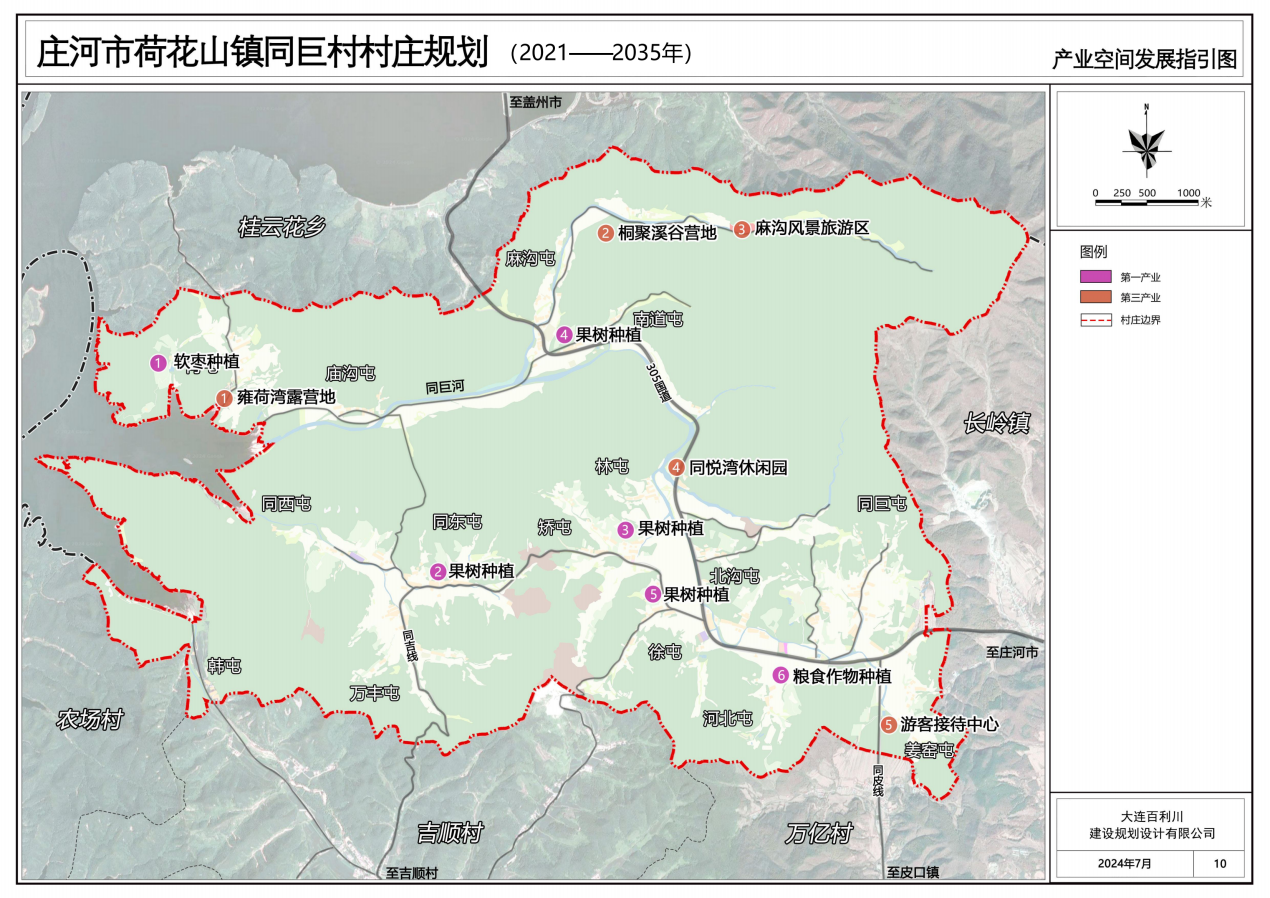 庄河市荷花山镇同巨村村庄规划 (2021——2035年)
产业空间发展指引图
至盖州市
N
0 250 500 1000 米
桂云花乡
麻沟屯
2 桐聚溪谷营地
3 麻沟风景旅游区
图例
第一产业
第三产业
村庄边界
南道屯
4 果树种植
1 软枣种植
庙沟屯
同巨河
305国道
1 雍荷湾露营地
长岭镇
林屯
4 同悦湾休闲园
同西屯
同东屯
矫屯
3 果树种植
同巨屯
2 果树种植
北沟屯
5 果树种植
同吉线
徐屯
至庄河市
韩屯
6 粮食作物种植
万丰屯
农场村
河北屯
5 游客接待中心
姜窑屯
同皮线
吉顺村
万亿村
至吉顺村
至皮口镇
大连百利川
建设规划设计有限公司
2024年7月 10